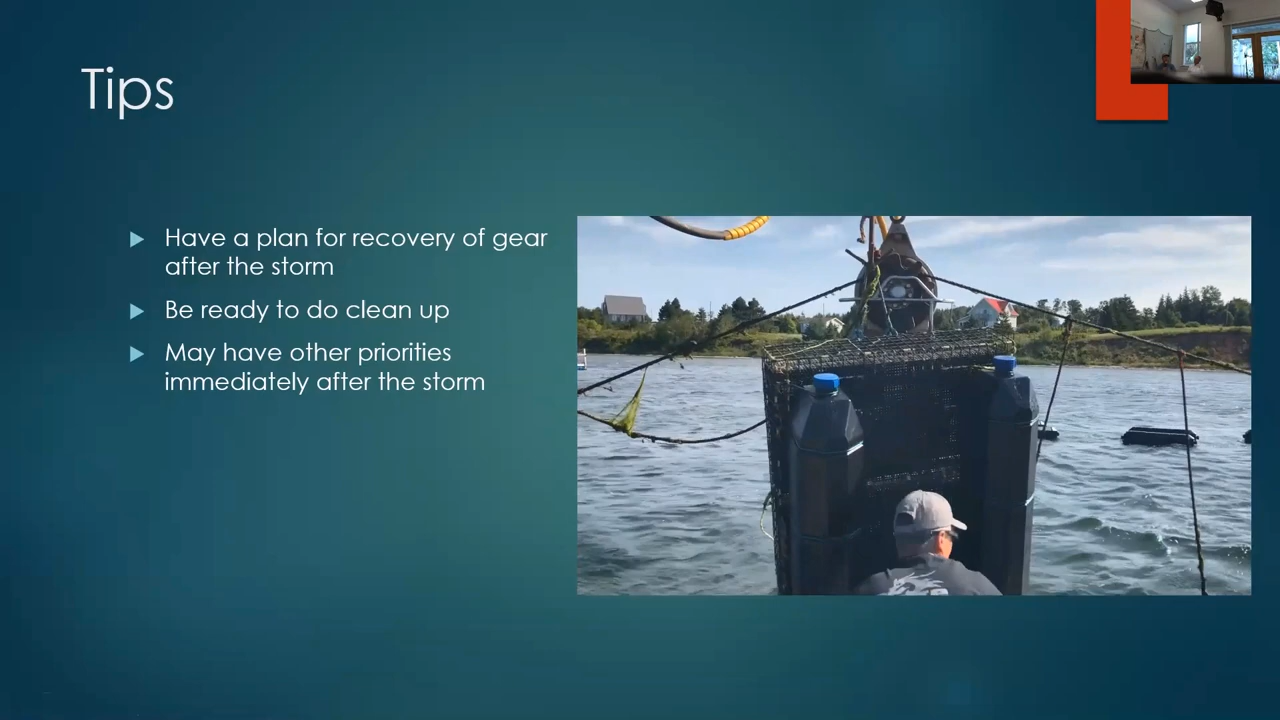 Tips
Have a plan for recovery of gear
after the storm
Be ready to do clean up
May have other priorities
immediately after the storm